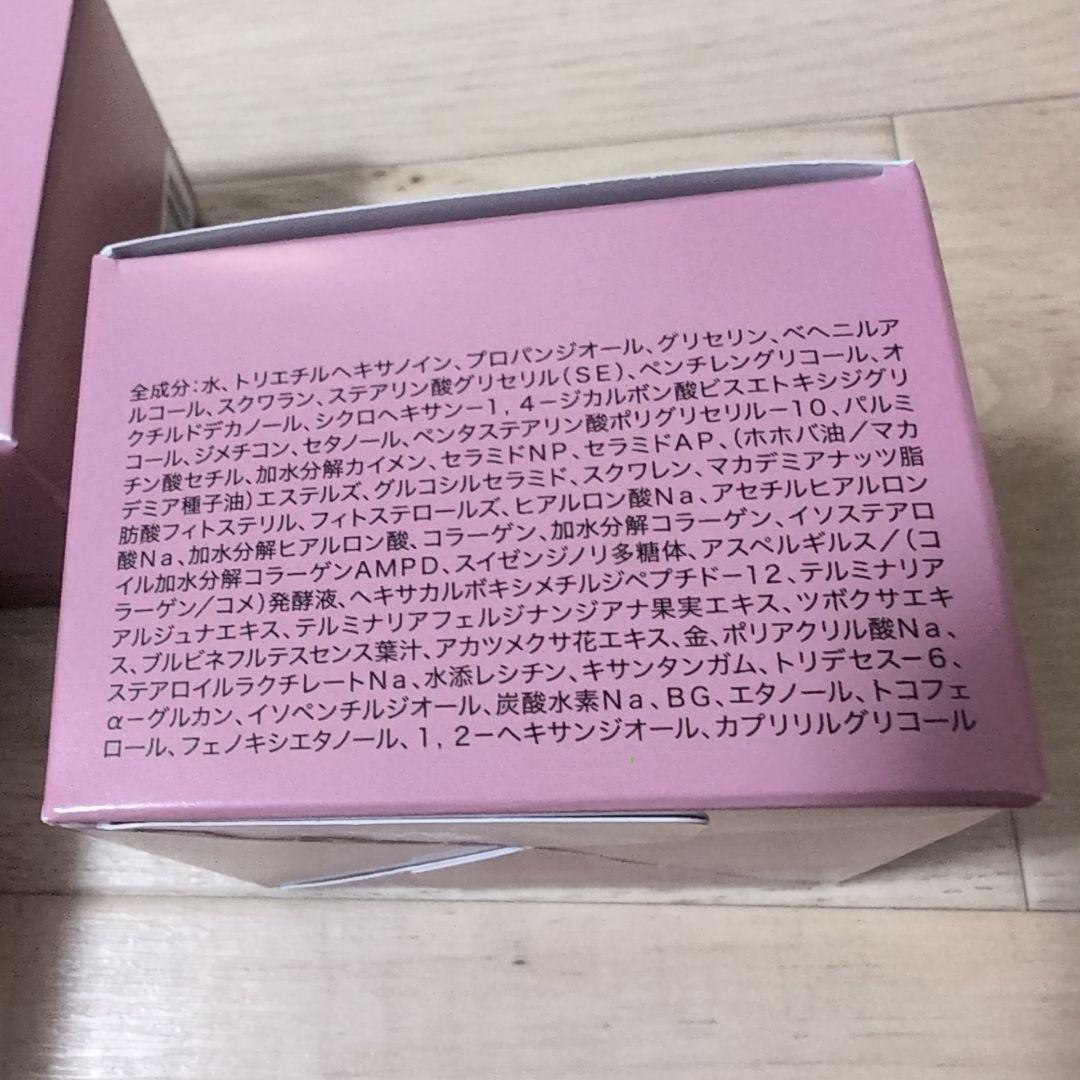 全成分:水、トリエチルヘキサノイン、プロパンジオール、グリセリン、ベヘニルア
ルコール、スクワラン、ステアリン酸グリセリル(SE)、ペンチレングリコール、オ
クチルドデカノール、シクロヘキサン-1,4-ジカルボン酸ビスエトキシジグリ
コール、ジメチコン、セタノール、ペンタステアリン酸ポリグリセリル-10、パルミ
チン酸セチル、加水分解カイメン、セラミドNP、セラミドAP、(ホホバ油/マカ
デミア種子油)エステルズ、グルコシルセラミド、スクワレン、マカデミアナッツ脂
肪酸フィトステリル、フィトステロールズ、ヒアルロン酸Na、アセチルヒアルロン
酸Na、加水分解ヒアルロン酸、コラーゲン、加水分解コラーゲン、イソステアロ
イル加水分解コラーゲンAMPD、スイゼンジノリ多糖体、アスペルギルス/(コ
ラーゲン/コメ)発酵液、ヘキサカルボキシメチルジペプチド-12、テルミナリア
アルジュナエキス、テルミナリアフェルジナンジアナ果実エキス、ツボクサエキ
ス、ブルビネフルテスセンス葉汁、アカツメクサ花エキス、金、ポリアクリル酸Na、
ステアロイルラクチレートNa、水添レシチン、キサンタンガム、トリデセス-6、
α-グルカン、イソペンチルジオール、炭酸水素Na、BG、エタノール、トコフェ
ロール、フェノキシエタノール、1,2-ヘキサンジオール、カプリリルグリコール